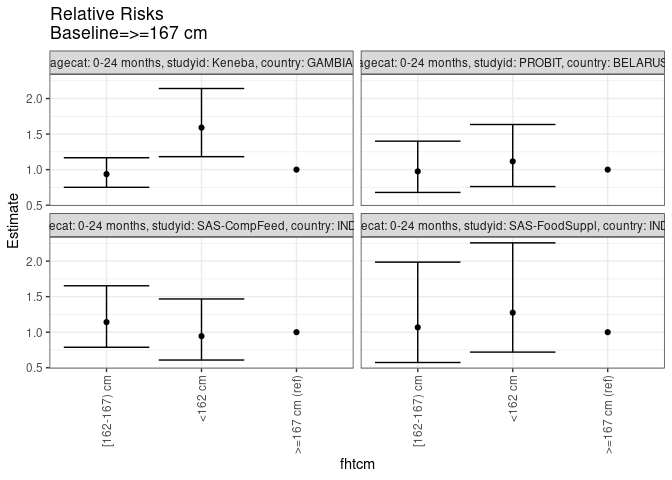 Relative Risks
Baseline=>=167 cm
agecat: 0-24 months, studyid: Keneba, country: GAMBIA
agecat: 0-24 months, studyid: PROBIT, country: BELARUS
2.0
1.5
1.0
0.5
ecat: 0-24 months, studyid: SAS-CompFeed, country: IND
ecat: 0-24 months, studyid: SAS-FoodSuppl, country: IND
2.0
1.5
1.0
0.5
Estimate
[162-167) cm
<162 cm
>=167 cm (ref)
[162-167) cm
<162 cm
>=167 cm (ref)
fhtcm